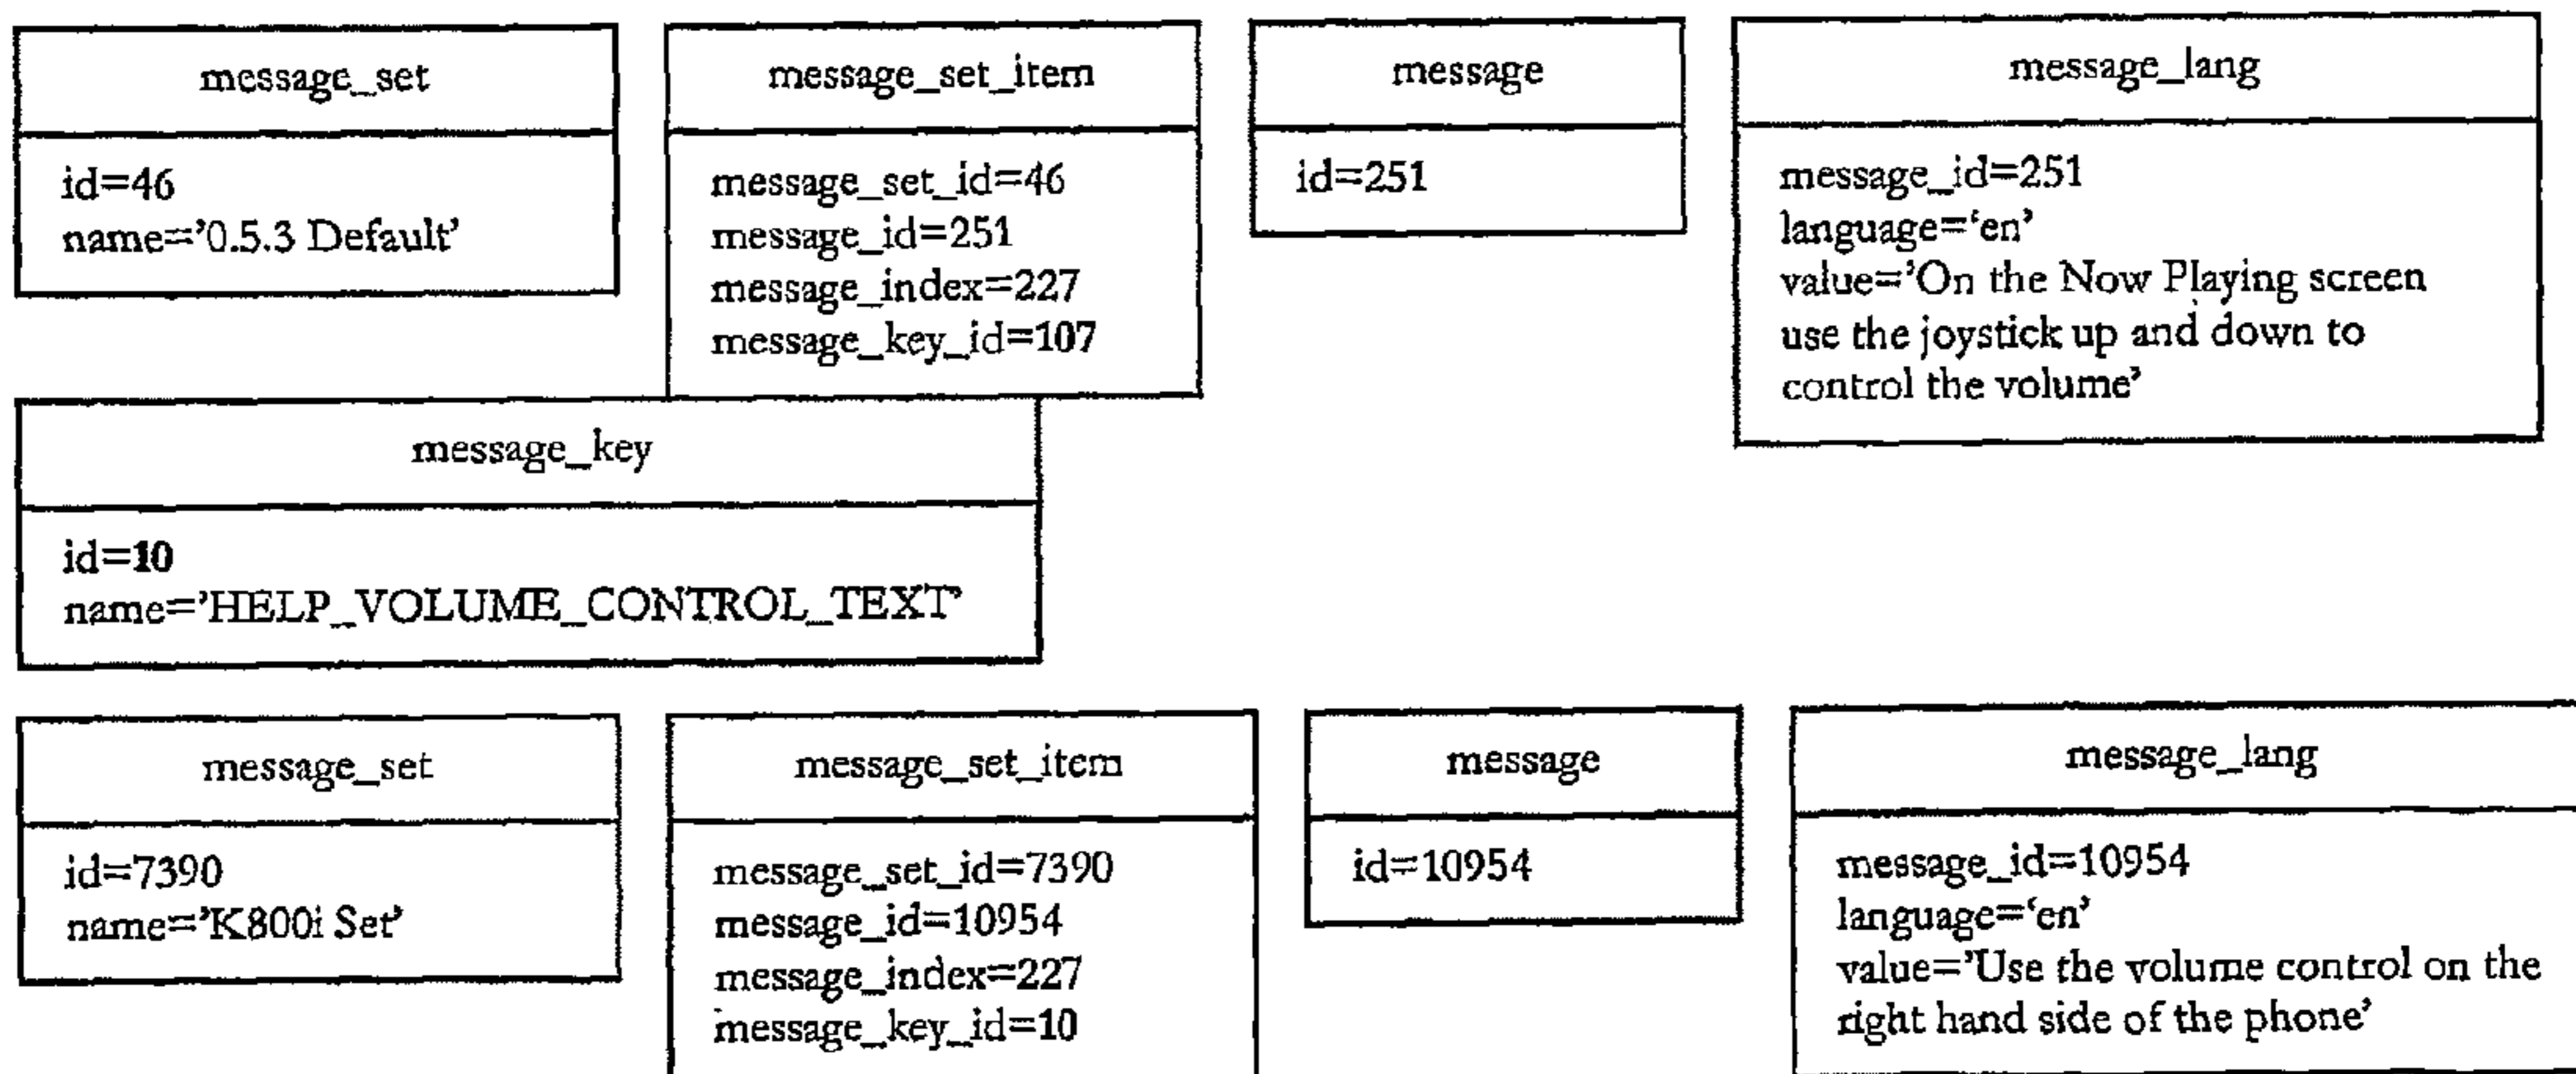 message_set
id=46
name='0.5.3 Default’
message_set_item
message_set_id=46
message_id=251
message_index=227
message_key_id=107
message
id=251
message_lang
message_id=251
language=‘en’
value=’On the Now Playing screen
use the joystick up and down to
control the volume’
message_key
id=10
name=’HELP_VOLUME_CONTROL_TEXT’
message_set
id=7390
name=’K800i Set’
message_set_item
message_set_id=7390
message_id=10954
message_index=227
message_key_id=10
message
id=10954
message_lang
message_id=10954
language=‘en’
value=’Use the volume control on the
right hand side of the phone’